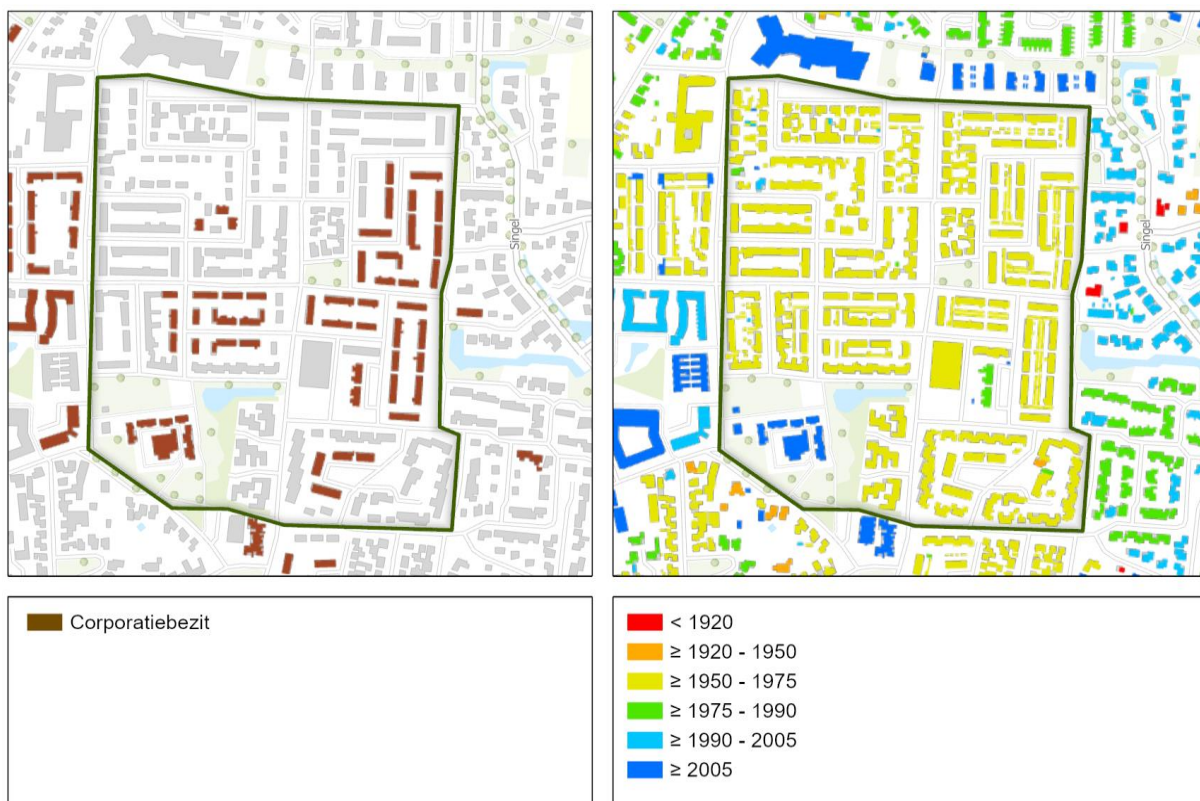 Singel
Singel
Corporatiebezit
< 1920
≥ 1920 - 1950
≥ 1950 - 1975
≥ 1975 - 1990
≥ 1990 - 2005
≥ 2005